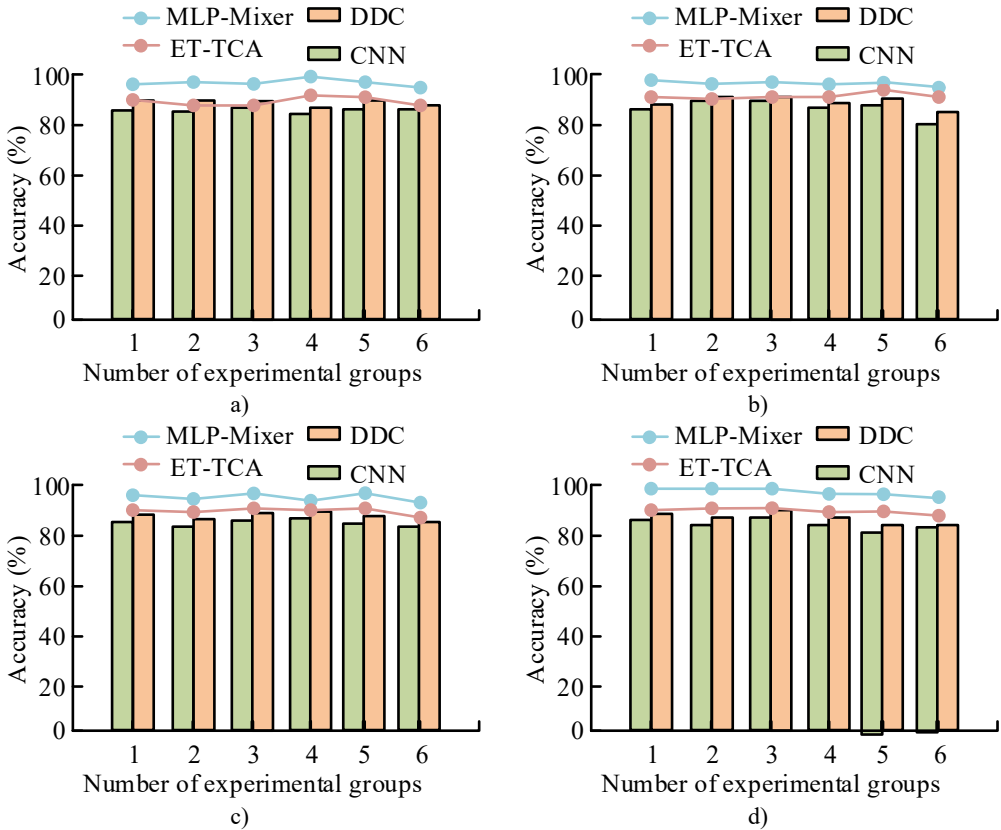 MLP-Mixer DDC
ET-TCA CNN
Accuracy (%)
100
80
60
40
20
0
1 2 3 4 5 6
Number of experimental groups
a)
MLP-Mixer DDC
ET-TCA CNN
Accuracy (%)
100
80
60
40
20
0
1 2 3 4 5 6
Number of experimental groups
b)
MLP-Mixer DDC
ET-TCA CNN
Accuracy (%)
100
80
60
40
20
0
1 2 3 4 5 6
Number of experimental groups
c)
MLP-Mixer DDC
ET-TCA CNN
Accuracy (%)
100
80
60
40
20
0
1 2 3 4 5 6
Number of experimental groups
d)